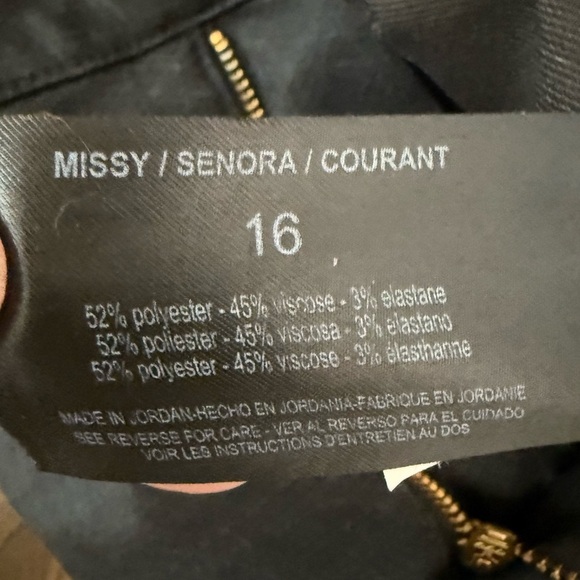 MISSY / SENORA / COURANT
16
52% polyester - 45% viscose - 3% elastane
52% poliester - 45% viscosa - 3% elastano
52% polyester - 45% viscose - 3% élasthanne
MADE IN JORDAN-HECHO EN JORDANIA-FABRIQUE EN JORDANIE
SEE REVERSE FOR CARE - VER AL REVERSO PARA EL CUIDADO
VOIR LES INSTRUCTIONS D'ENTRETIEN AU DOS